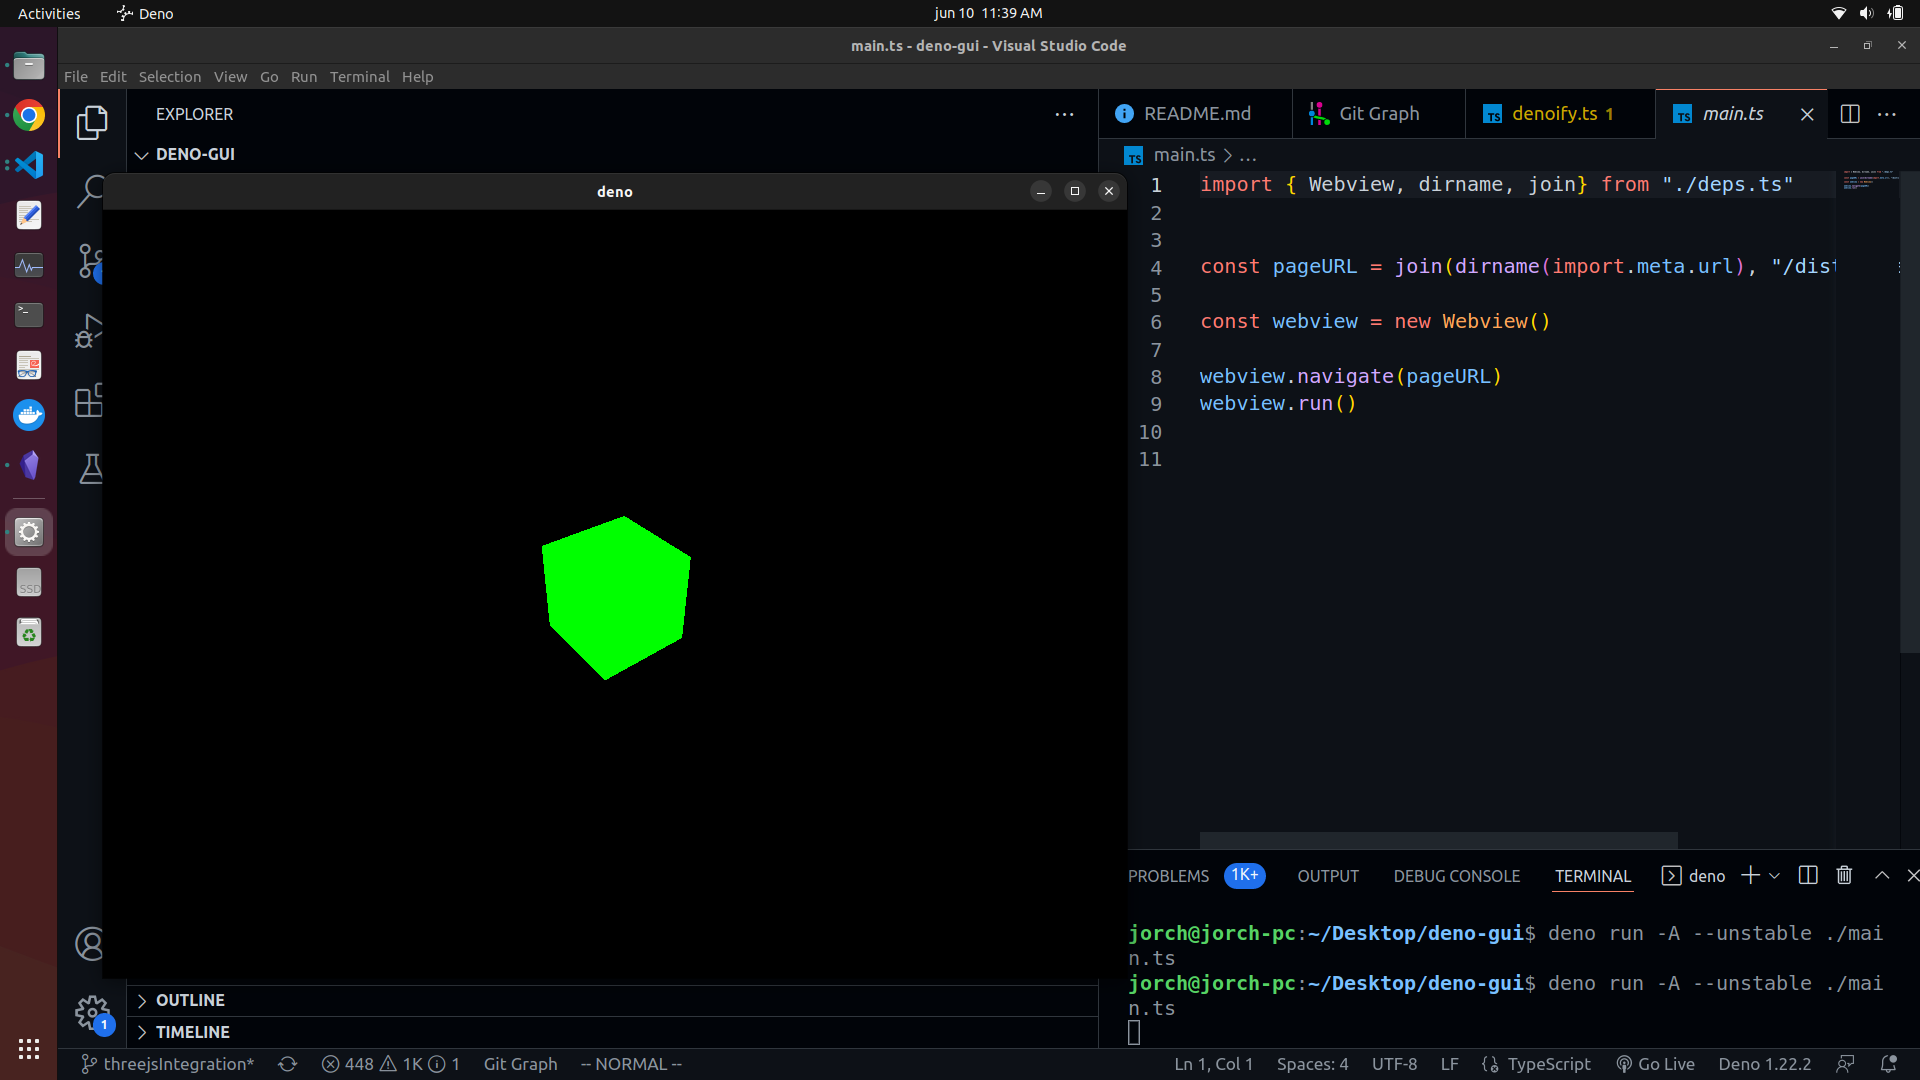 Activities
Deno
jun 10 11:39 AM
main.ts - deno-gui - Visual Studio Code
File Edit Selection View Go Run Terminal Help
EXPLORER
DENO-GUI
README.md
Git Graph
denoify.ts 1
main.ts
main.ts > ...
deno
1 import { Webview, dirname, join} from "./deps.ts"
2
3
4 const pageURL = join(dirname(import.meta.url), "/dist
5
6 const webview = new Webview()
7
8 webview.navigate(pageURL)
9 webview.run()
10
11
SSD
PROBLEMS 1K+ OUTPUT DEBUG CONSOLE TERMINAL deno
jorch@jorch-pc:~/Desktop/deno-gui$ deno run -A --unstable ./mai
n.ts
jorch@jorch-pc:~/Desktop/deno-gui$ deno run -A --unstable ./mai
n.ts
OUTLINE
1
TIMELINE
threejsIntegration* 448 1K 1 Git Graph -- NORMAL -- Ln 1, Col 1 Spaces: 4 UTF-8 LF {} TypeScript Go Live Deno 1.22.2